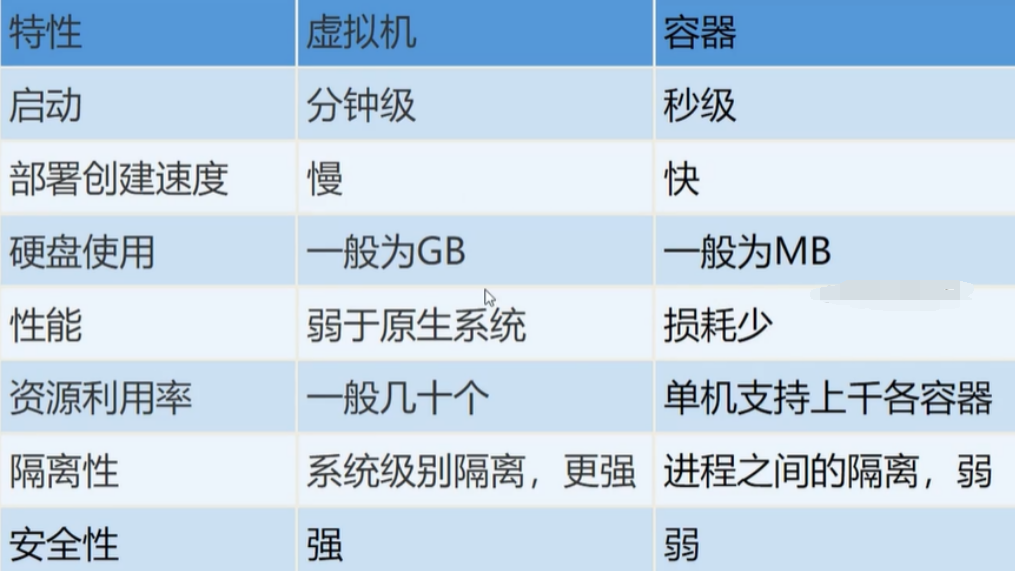 特性 虚拟机 容器
启动 分钟级 秒级
部署创建速度 慢 快
硬盘使用 一般为GB 一般为MB
性能 弱于原生系统 损耗少
资源利用率 一般几十个 单机支持上千各容器
隔离性 系统级别隔离，更强 进程之间的隔离，弱
安全性 强 弱